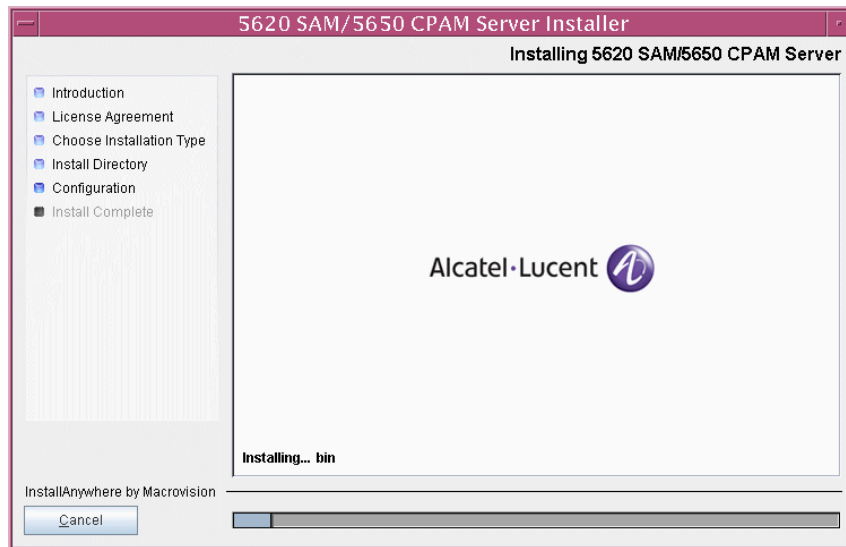 5620 SAM/5650 CPAM Server Installer
Installing 5620 SAM/5650 CPAM Server
Introduction
License Agreement
Choose Installation Type
Install Directory
Configuration
Install Complete
Alcatel·Lucent
Installing... bin
InstallAnywhere by Macrovision
Cancel